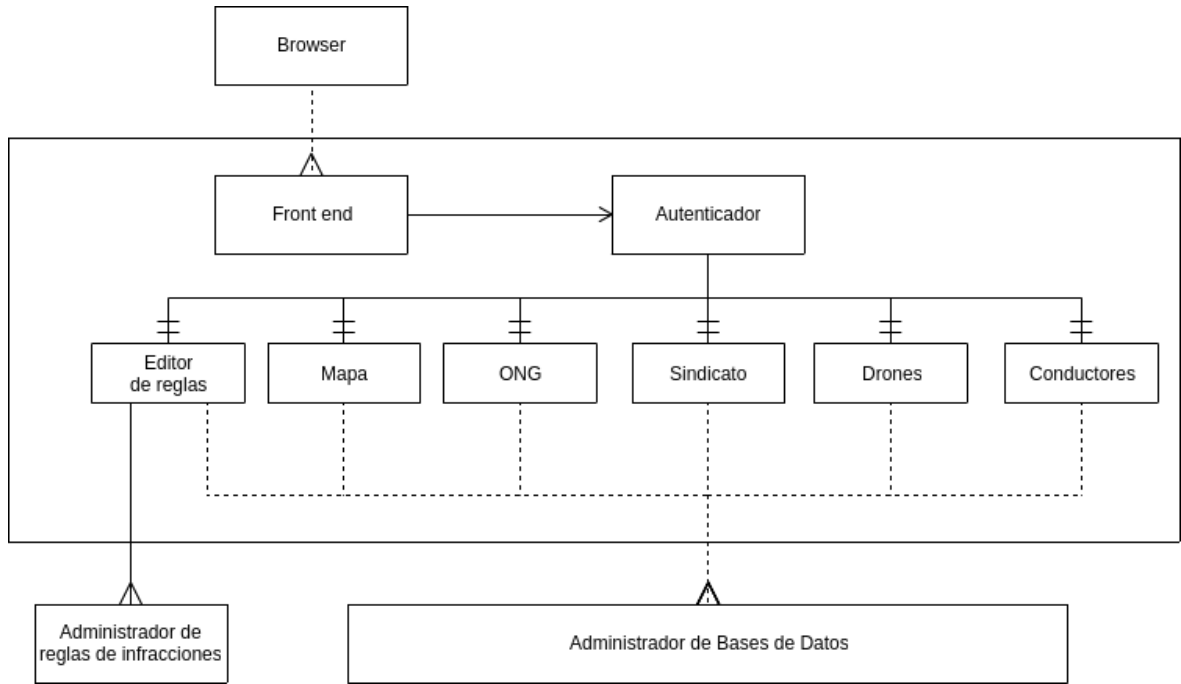 Browser
Front end
Autenticador
Editor
de reglas
Mapa
ONG
Sindicato
Drones
Conductores
Administrador de
reglas de infracciones
Administrador de Bases de Datos